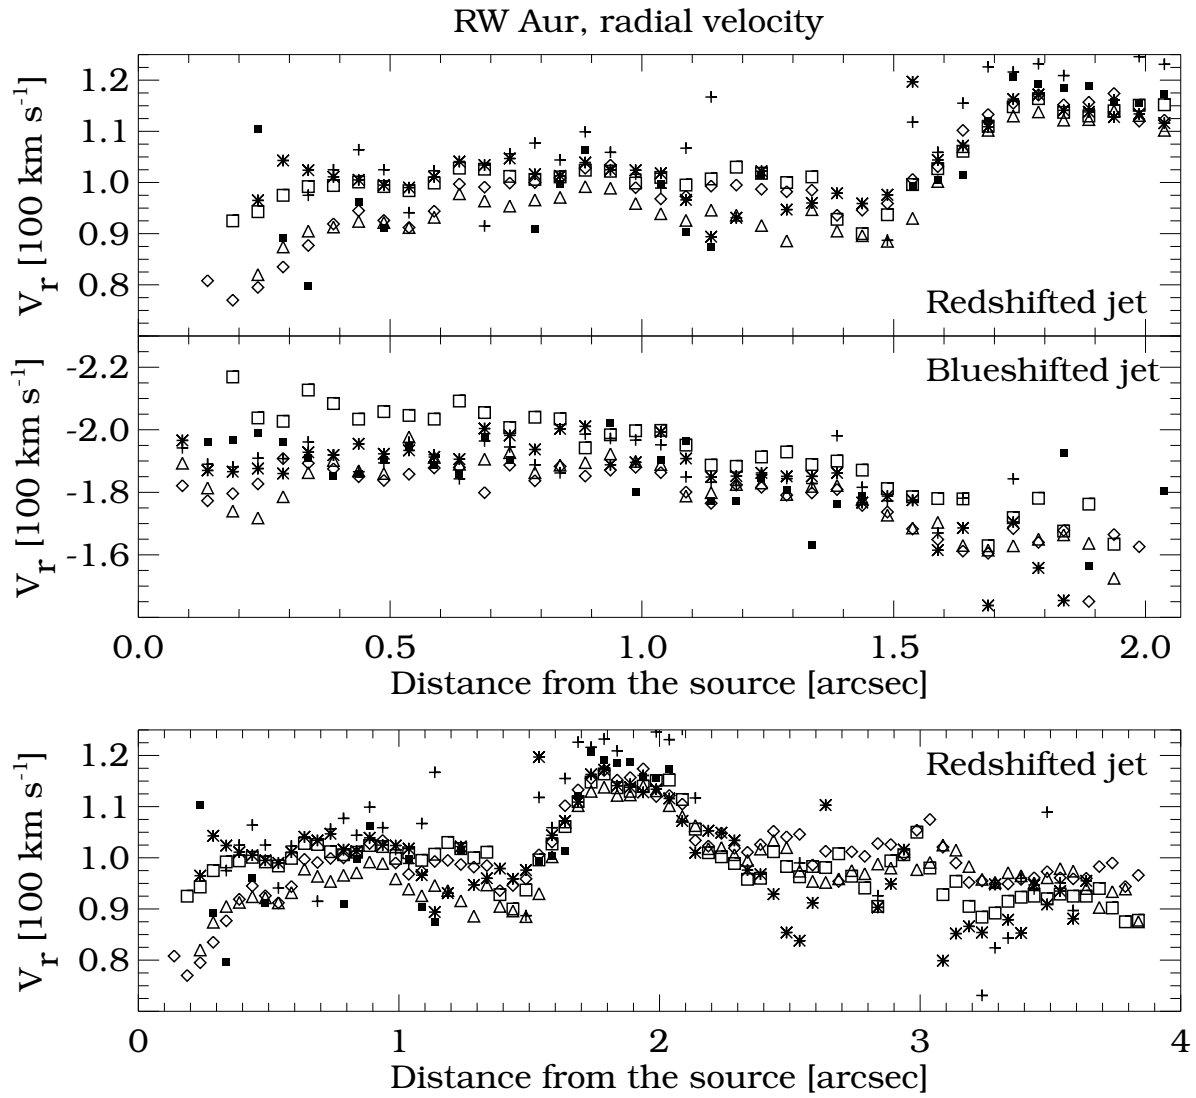 RW Aur, radial velocity
V_r [100 km s^-1]
1.2
1.1
1.0
0.9
0.8
Redshifted jet
V_r [100 km s^-1]
-2.2
-2.0
-1.8
-1.6
Blueshifted jet
0.0 0.5 1.0 1.5 2.0
Distance from the source [arcsec]
V_r [100 km s^-1]
1.2
1.1
1.0
0.9
0.8
Redshifted jet
0 1 2 3 4
Distance from the source [arcsec]